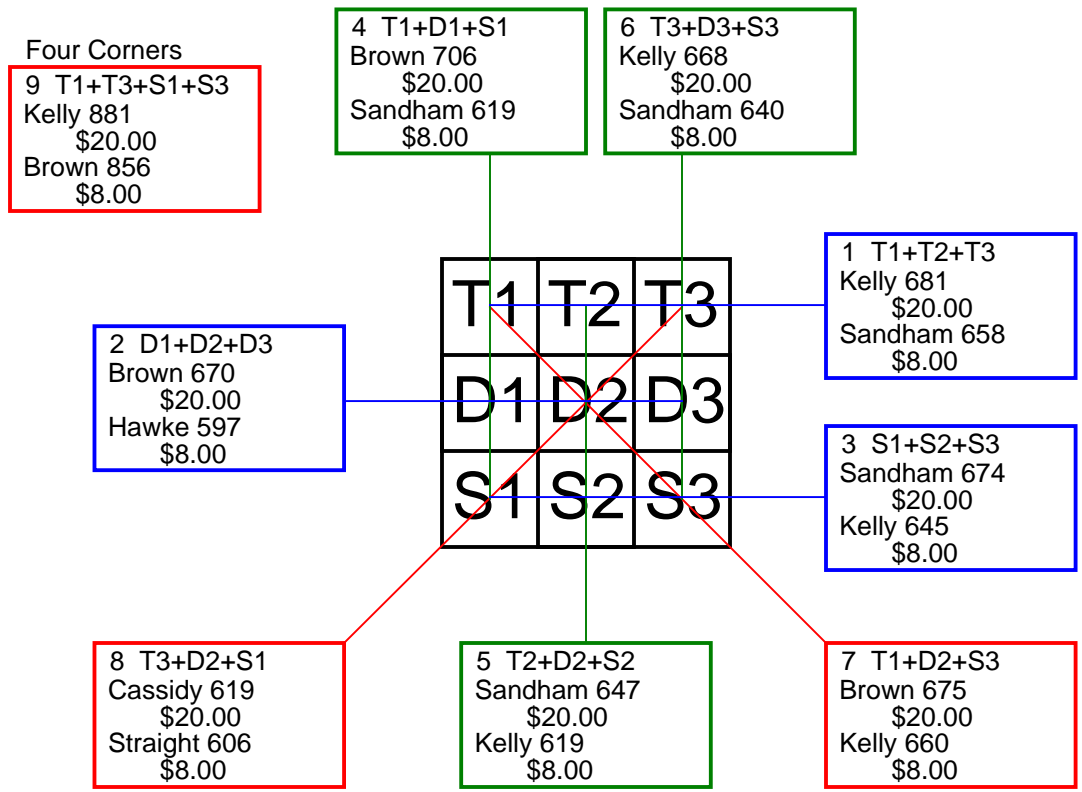 Four Corners
9 T1+T3+S1+S3
Kelly 881
$20.00
Brown 856
$8.00
4 T1+D1+S1
Brown 706
$20.00
Sandham 619
$8.00
6 T3+D3+S3
Kelly 668
$20.00
Sandham 640
$8.00
1 T1+T2+T3
Kelly 681
$20.00
Sandham 658
$8.00
2 D1+D2+D3
Brown 670
$20.00
Hawke 597
$8.00
T1 T2 T3
D1 D2 D3
S1 S2 S3
3 S1+S2+S3
Sandham 674
$20.00
Kelly 645
$8.00
8 T3+D2+S1
Cassidy 619
$20.00
Straight 606
$8.00
5 T2+D2+S2
Sandham 647
$20.00
Kelly 619
$8.00
7 T1+D2+S3
Brown 675
$20.00
Kelly 660
$8.00